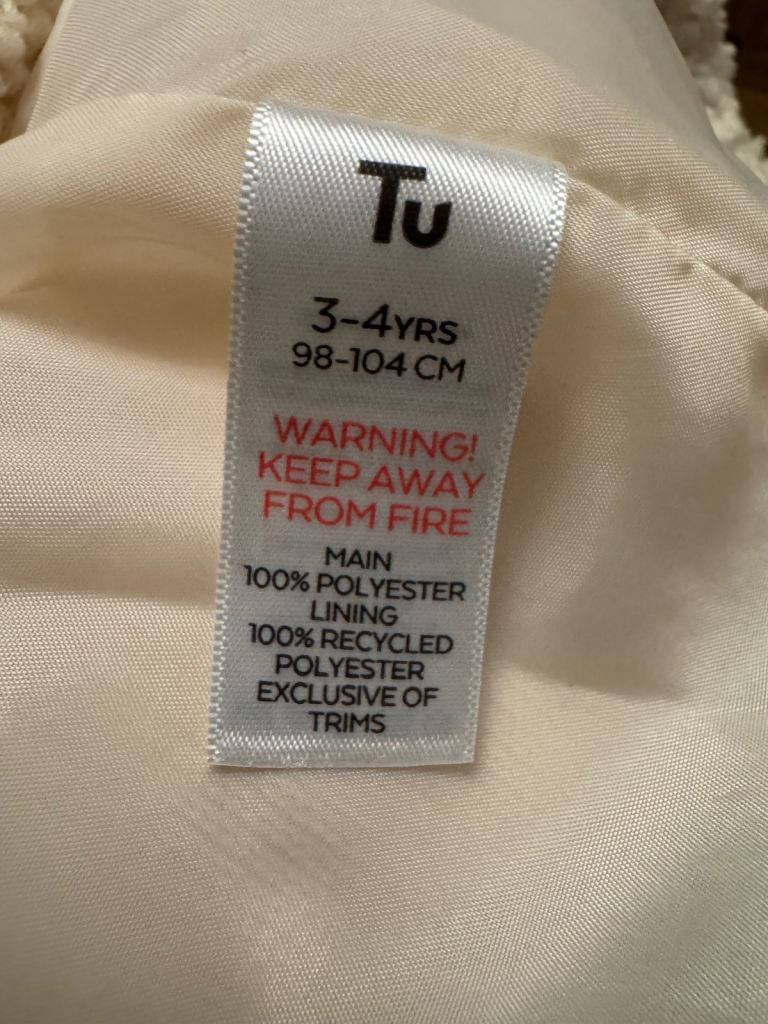 Tu
3-4YRS
98-104 CM
WARNING!
KEEP AWAY
FROM FIRE
MAIN
100% POLYESTER
LINING
100% RECYCLED
POLYESTER
EXCLUSIVE OF
TRIMS